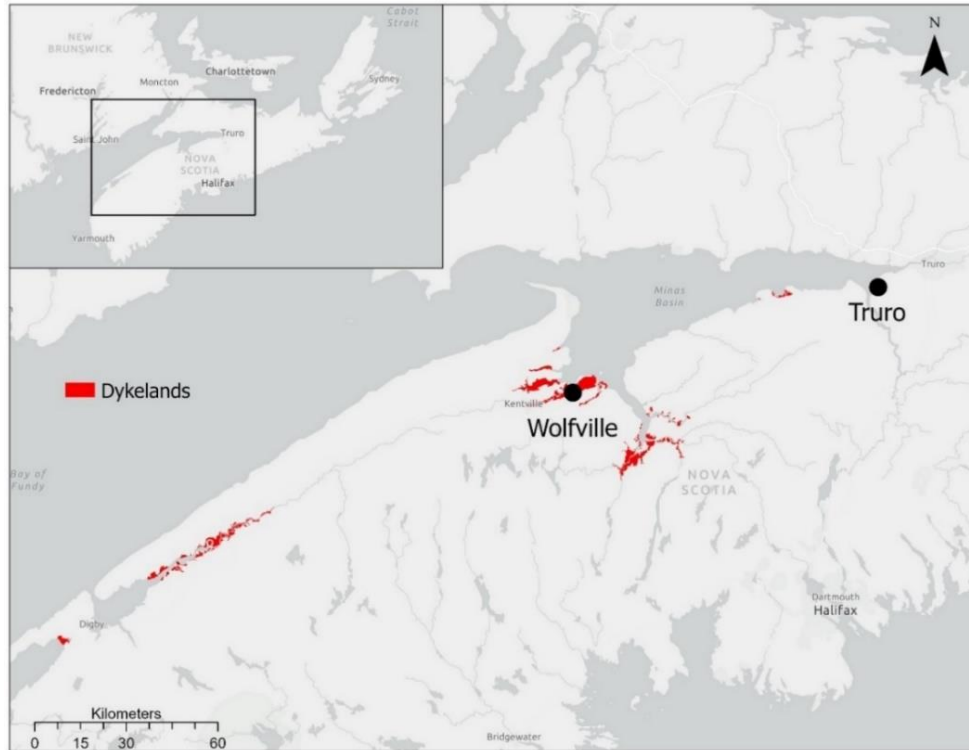 Cabot
Strait
NEW
BRUNSWICK
Charlottetown
Moncton
Sydney
Fredericton
Saint John
Truro
NOVA
SCOTIA
Halifax
Yarmouth
N
Truro
Minas
Basin
Truro
Dykelands
Kentville
Wolfville
Bay of
Fundy
NOVA
SCOTIA
Dartmouth
Halifax
Digby
Kilometers
0 15 30 60
Bridgewater